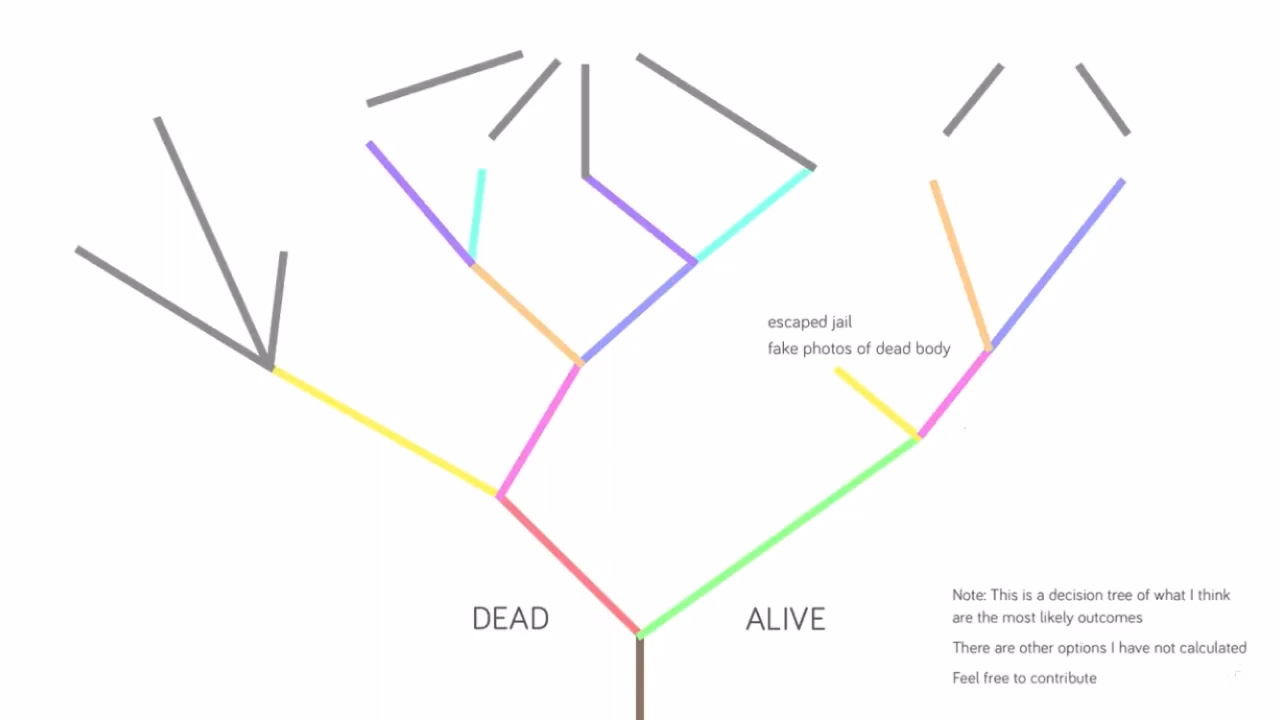 escaped jail
fake photos of dead body
DEAD
ALIVE
Note: This is a decision tree of what I think
are the most likely outcomes
There are other options I have not calculated
Feel free to contribute